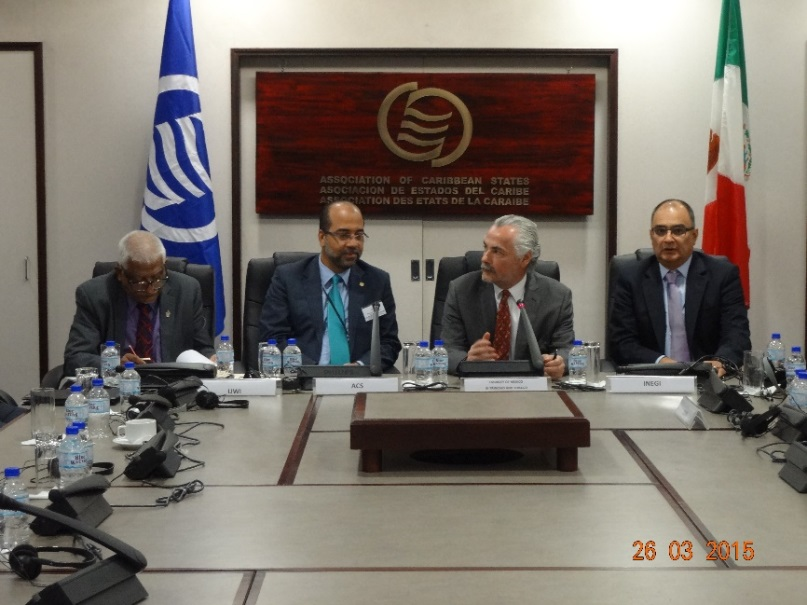 ASSOCIATION OF CARIBBEAN STATES
ASOCIACION DE ESTADOS DEL CARIBE
ASSOCIATION DES ETATS DE LA CARAIBE
UWI
ACS
INEGI
26 03 2015